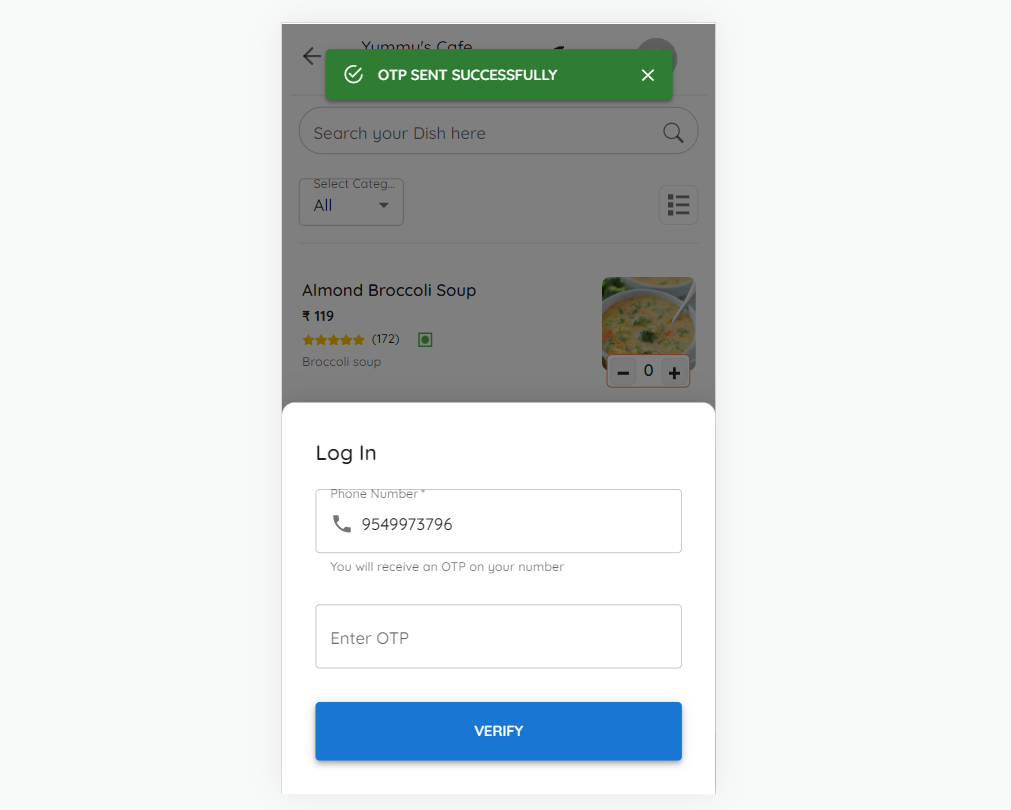 Yummy's Cafe
OTP SENT SUCCESSFULLY
Search your Dish here
Select Categ...
All
Almond Broccoli Soup
₹ 119
(172)
Broccoli soup
0
Log In
Phone Number *
9549973796
You will receive an OTP on your number
Enter OTP
VERIFY